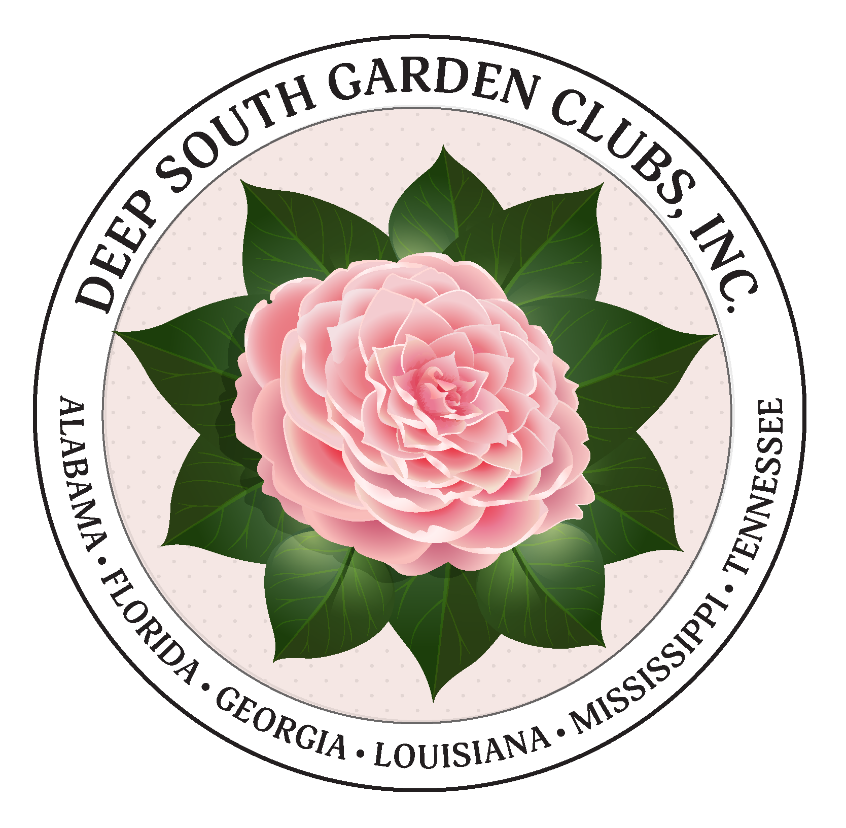 DEEP SOUTH GARDEN CLUBS, INC.
ALABAMA • FLORIDA • GEORGIA • LOUISIANA • MISSISSIPPI • TENNESSEE